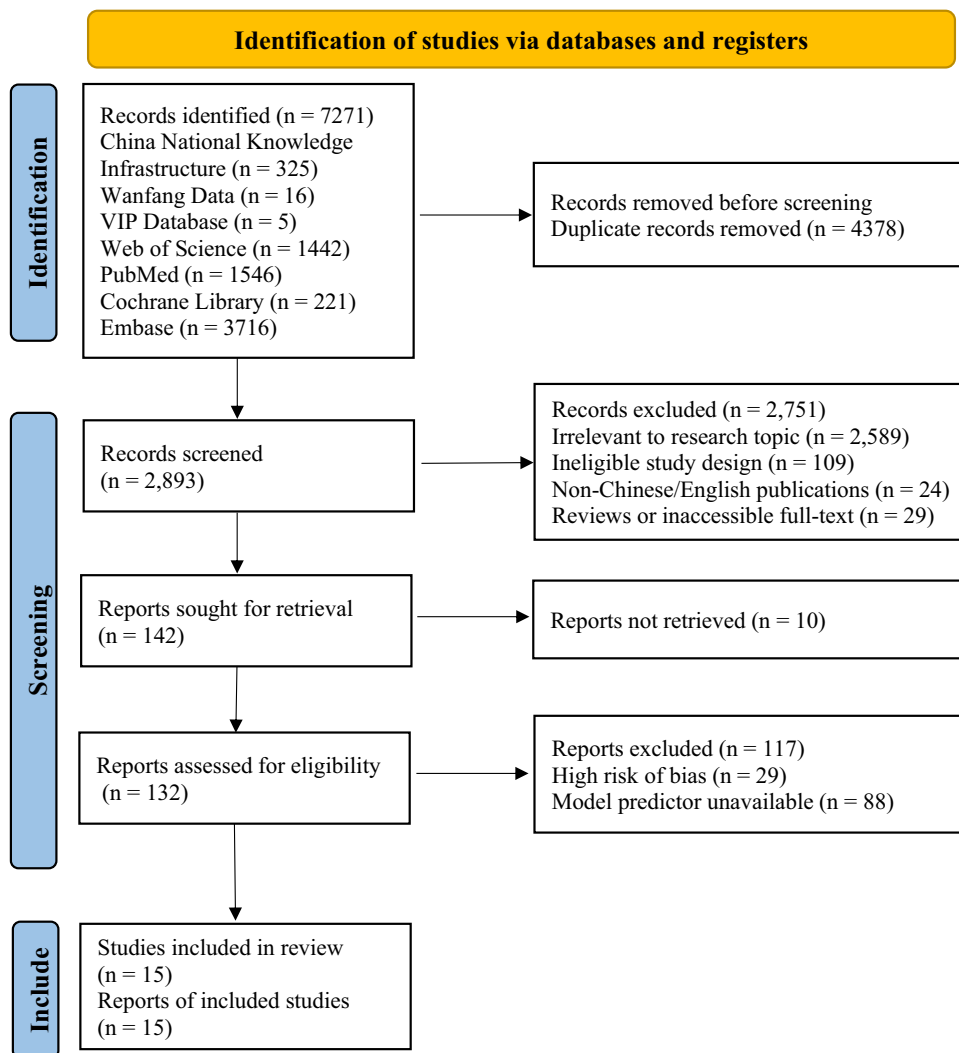 Identification of studies via databases and registers
Identification
Records identified (n = 7271)
China National Knowledge
Infrastructure (n = 325)
Wanfang Data (n = 16)
VIP Database (n = 5)
Web of Science (n = 1442)
PubMed (n = 1546)
Cochrane Library (n = 221)
Embase (n = 3716)
Records removed before screening
Duplicate records removed (n = 4378)
Screening
Records screened
(n = 2,893)
Records excluded (n = 2,751)
Irrelevant to research topic (n = 2,589)
Ineligible study design (n = 109)
Non-Chinese/English publications (n = 24)
Reviews or inaccessible full-text (n = 29)
Reports sought for retrieval
(n = 142)
Reports not retrieved (n = 10)
Reports assessed for eligibility
(n = 132)
Reports excluded (n = 117)
High risk of bias (n = 29)
Model predictor unavailable (n = 88)
Include
Studies included in review
(n = 15)
Reports of included studies
(n = 15)